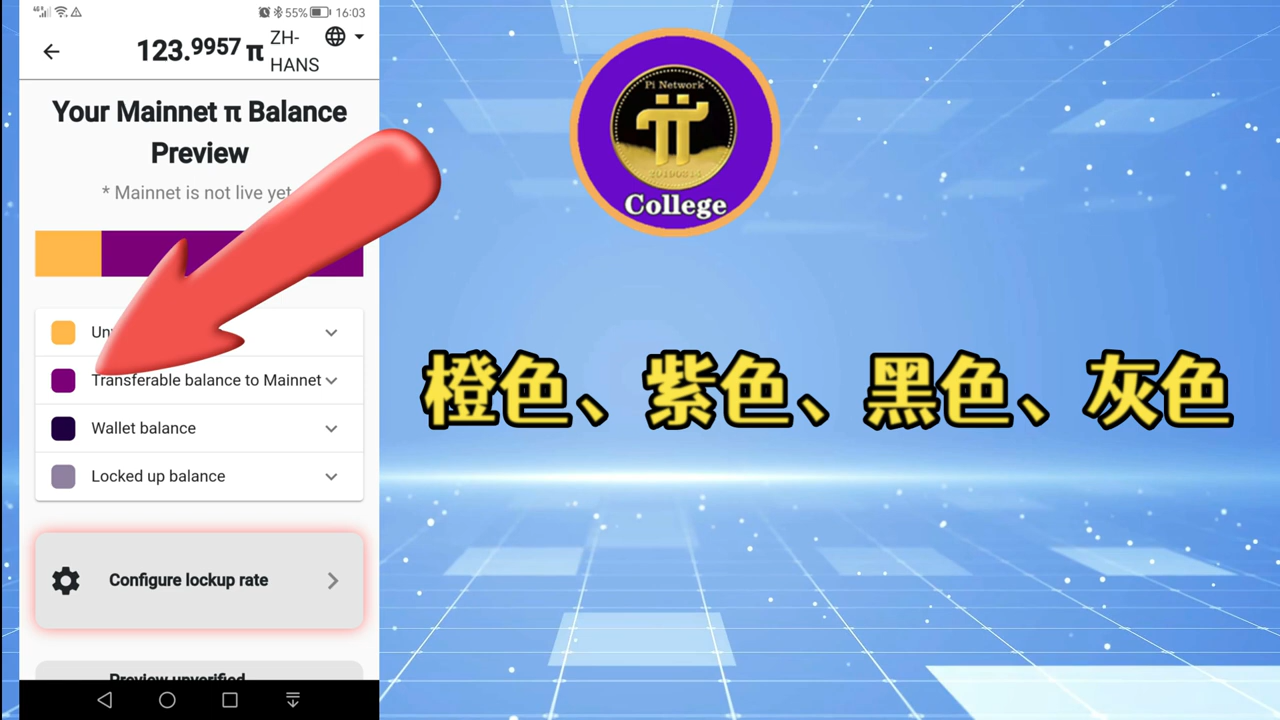 55% 16:03
123.9957 π
ZH-
HANS
Your Mainnet π Balance
Preview
* Mainnet is not live yet
Transferable balance to Mainnet
Wallet balance
Locked up balance
Configure lockup rate
Preview unverified
Pi Network
College
橙色、紫色、黑色、灰色